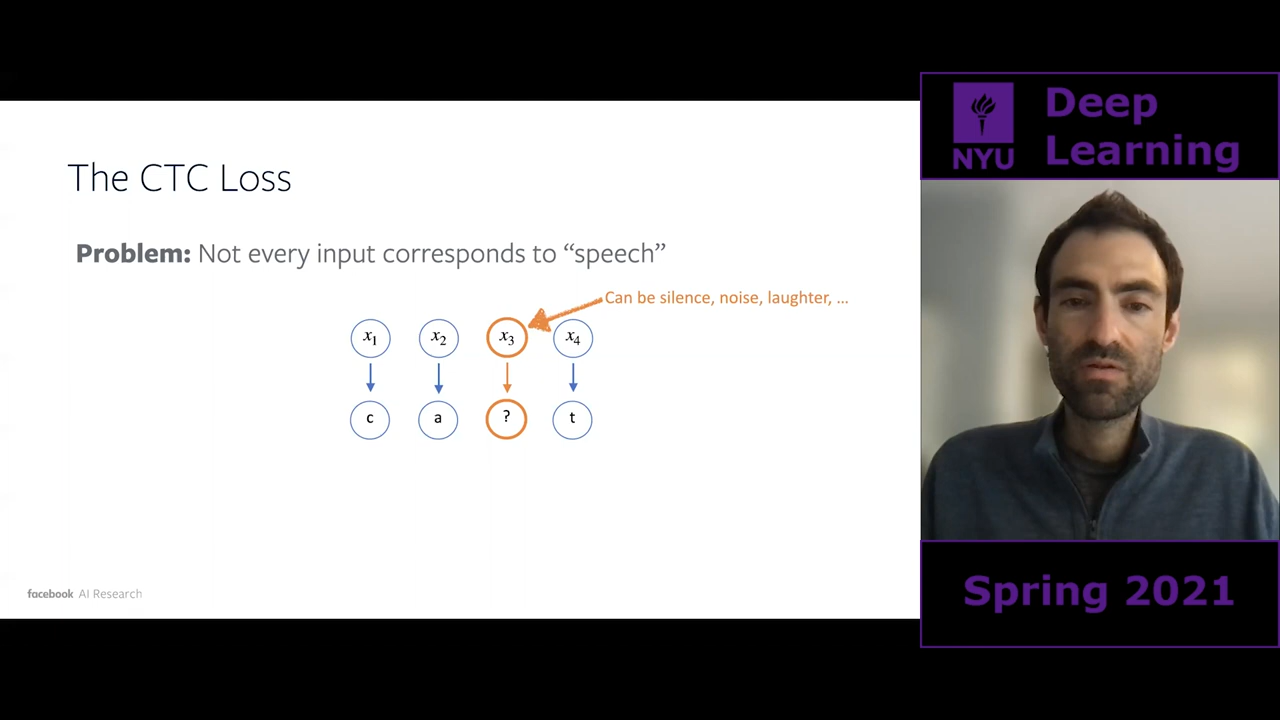 The CTC Loss
Problem: Not every input corresponds to “speech”
Can be silence, noise, laughter, ...
x1 x2 x3 x4
c a ? t
facebook AI Research
NYU
Deep
Learning
Spring 2021